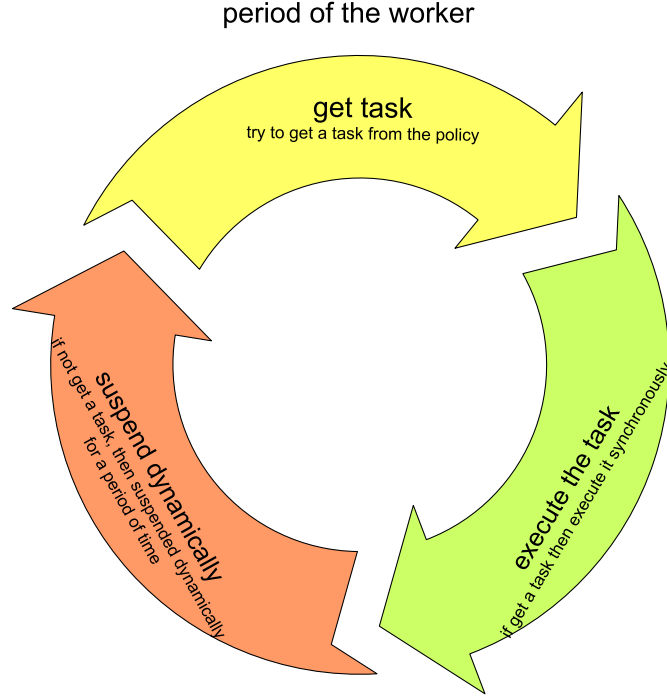 period of the worker
get task
try to get a task from the policy
execute the task
if get a task then execute it synchronously
suspend dynamically
if not get a task, then suspended dynamically
for a period of time